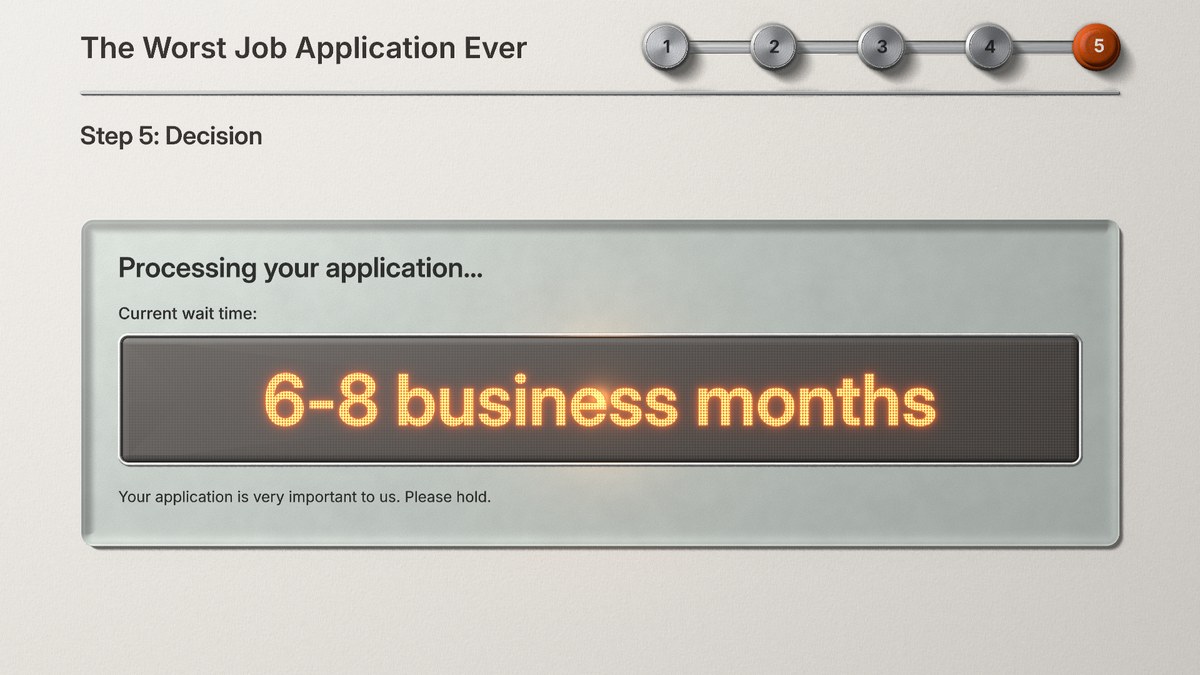 The Worst Job Application Ever
1 2 3 4 5
Step 5: Decision
Processing your application...
Current wait time:
6-8 business months
Your application is very important to us. Please hold.